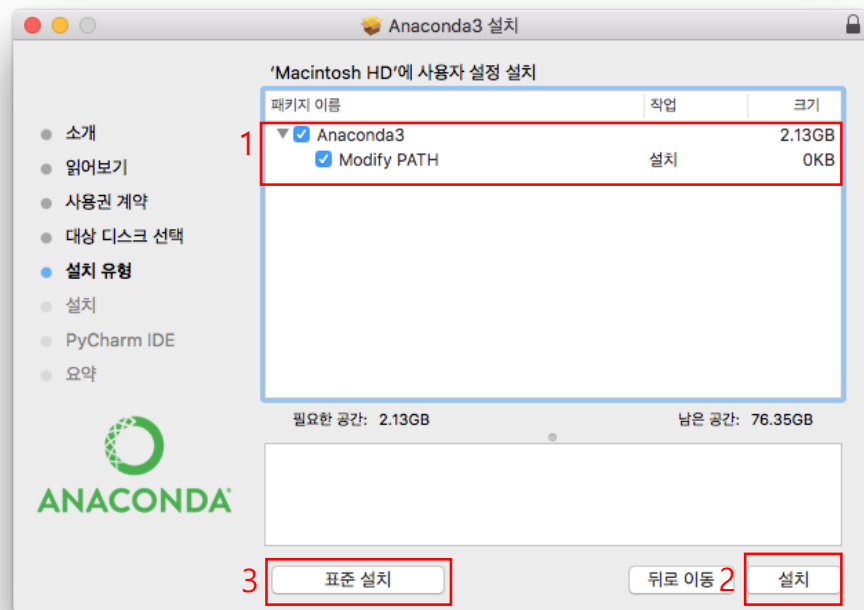 Anaconda3 설치
'Macintosh HD'에 사용자 설정 설치
패키지 이름 작업 크기
1 Anaconda3 2.13GB
Modify PATH 설치 0KB
소개
읽어보기
사용권 계약
대상 디스크 선택
설치 유형
설치
PyCharm IDE
요약
필요한 공간: 2.13GB 남은 공간: 76.35GB
ANACONDA
3 표준 설치 뒤로 이동 2 설치